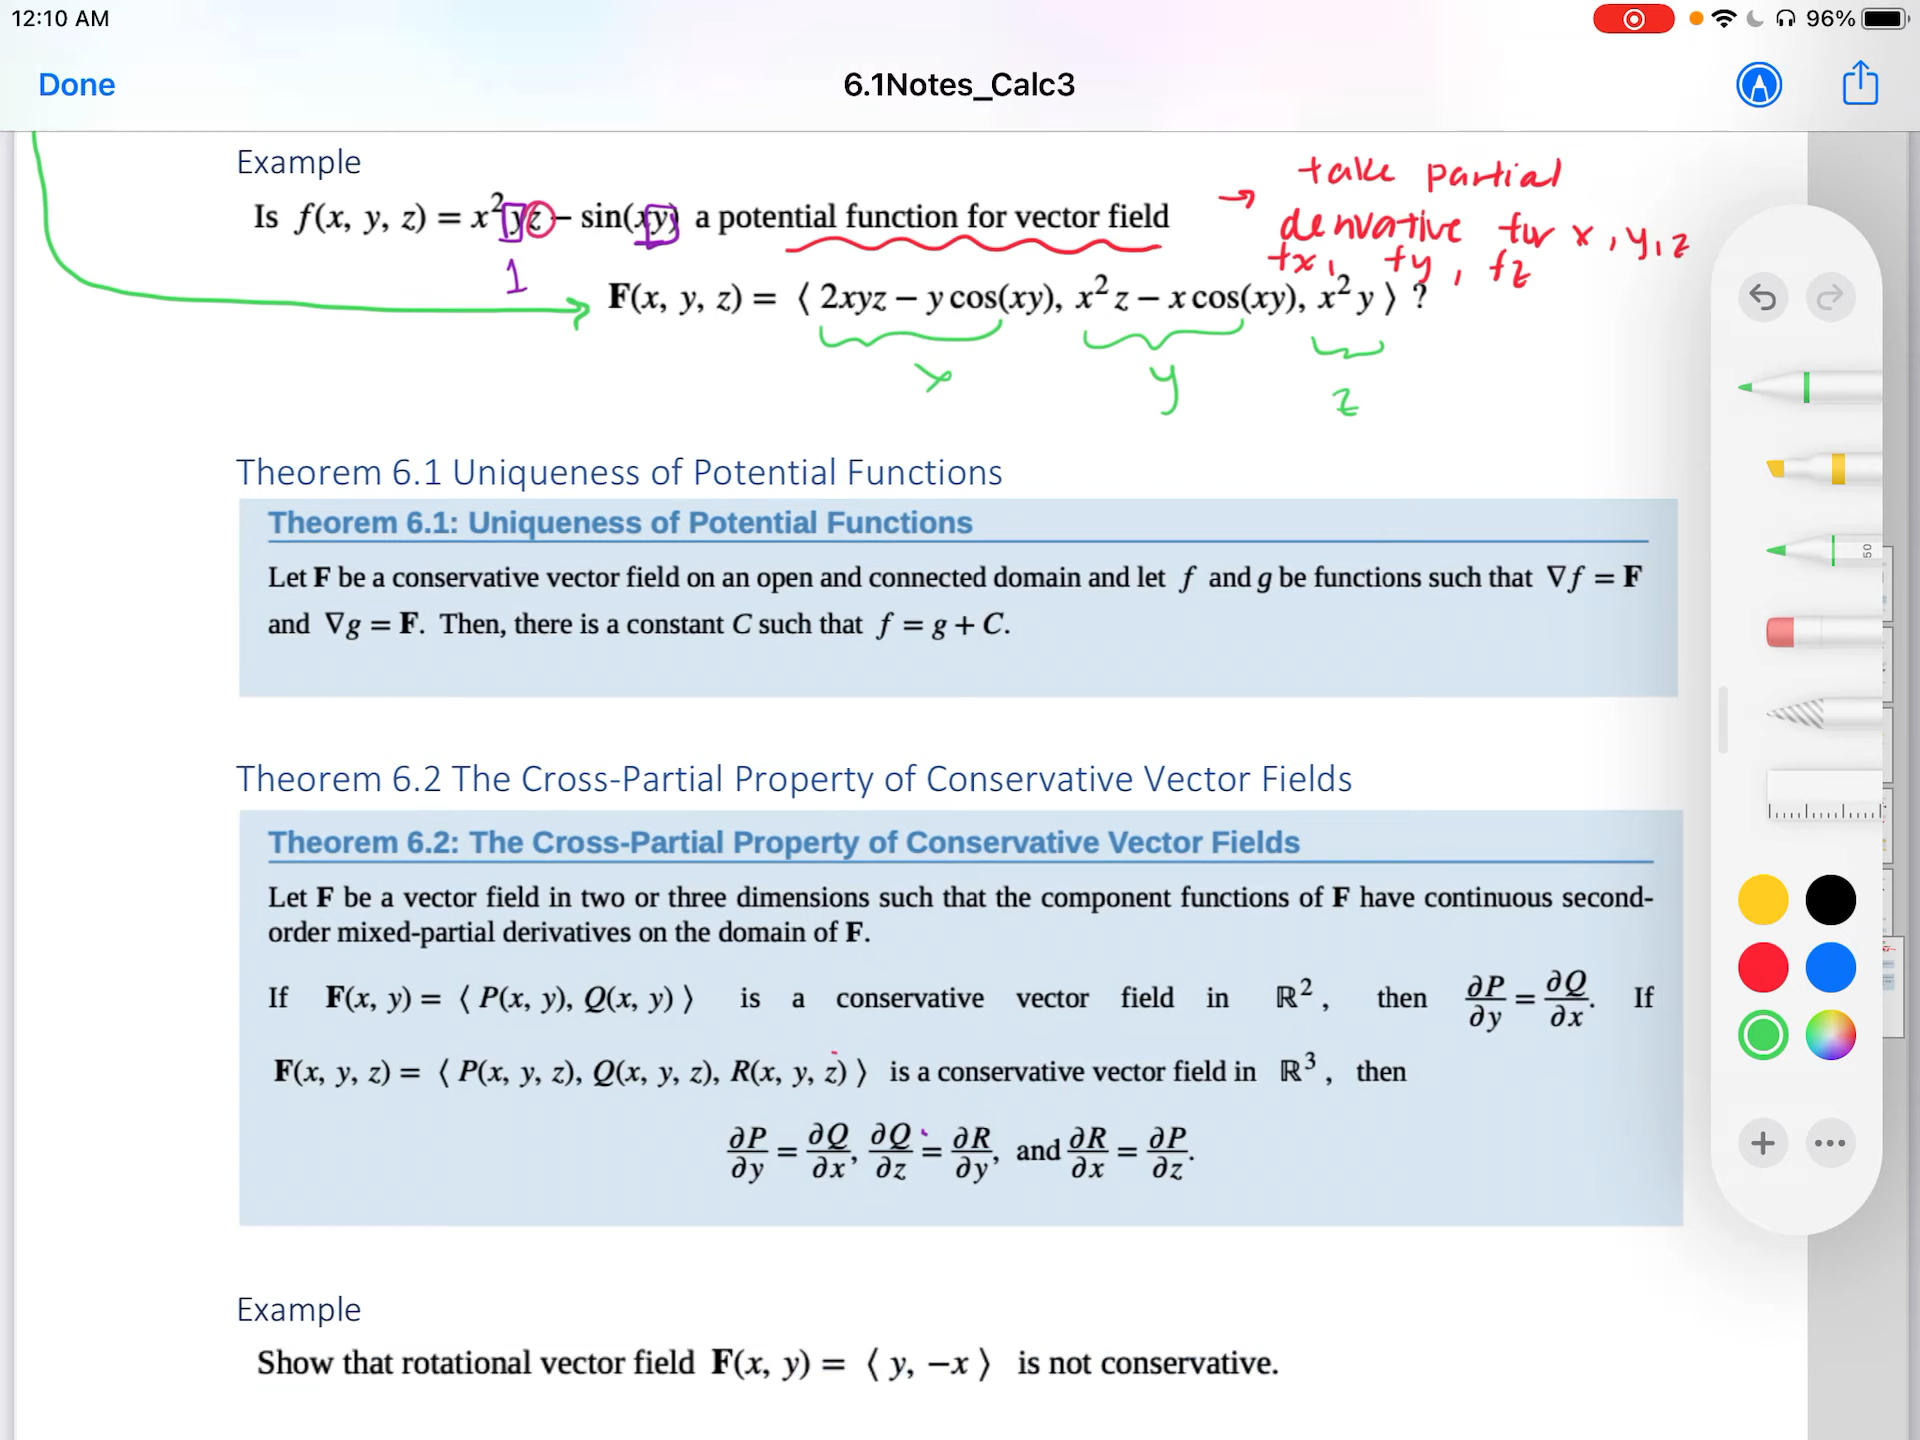 12:10 AM
96%
Done
6.1Notes_Calc3
Example
take partial
Is f(x, y, z) = x²yz − sin(xy) a potential function for vector field
→ derivative for x, y, z
fx, fy, fz
1
F(x, y, z) = ⟨ 2xyz − y cos(xy), x²z − x cos(xy), x²y ⟩ ?
x y z
Theorem 6.1 Uniqueness of Potential Functions
Theorem 6.1: Uniqueness of Potential Functions
Let F be a conservative vector field on an open and connected domain and let f and g be functions such that ∇f = F
and ∇g = F. Then, there is a constant C such that f = g + C.
50
Theorem 6.2 The Cross-Partial Property of Conservative Vector Fields
Theorem 6.2: The Cross-Partial Property of Conservative Vector Fields
Let F be a vector field in two or three dimensions such that the component functions of F have continuous second-
order mixed-partial derivatives on the domain of F.
If F(x, y) = ⟨ P(x, y), Q(x, y) ⟩ is a conservative vector field in ℝ², then ∂P/∂y = ∂Q/∂x. If
F(x, y, z) = ⟨ P(x, y, z), Q(x, y, z), R(x, y, z) ⟩ is a conservative vector field in ℝ³, then
∂P/∂y = ∂Q/∂x, ∂Q/∂z = ∂R/∂y, and ∂R/∂x = ∂P/∂z.
Example
Show that rotational vector field F(x, y) = ⟨ y, −x ⟩ is not conservative.